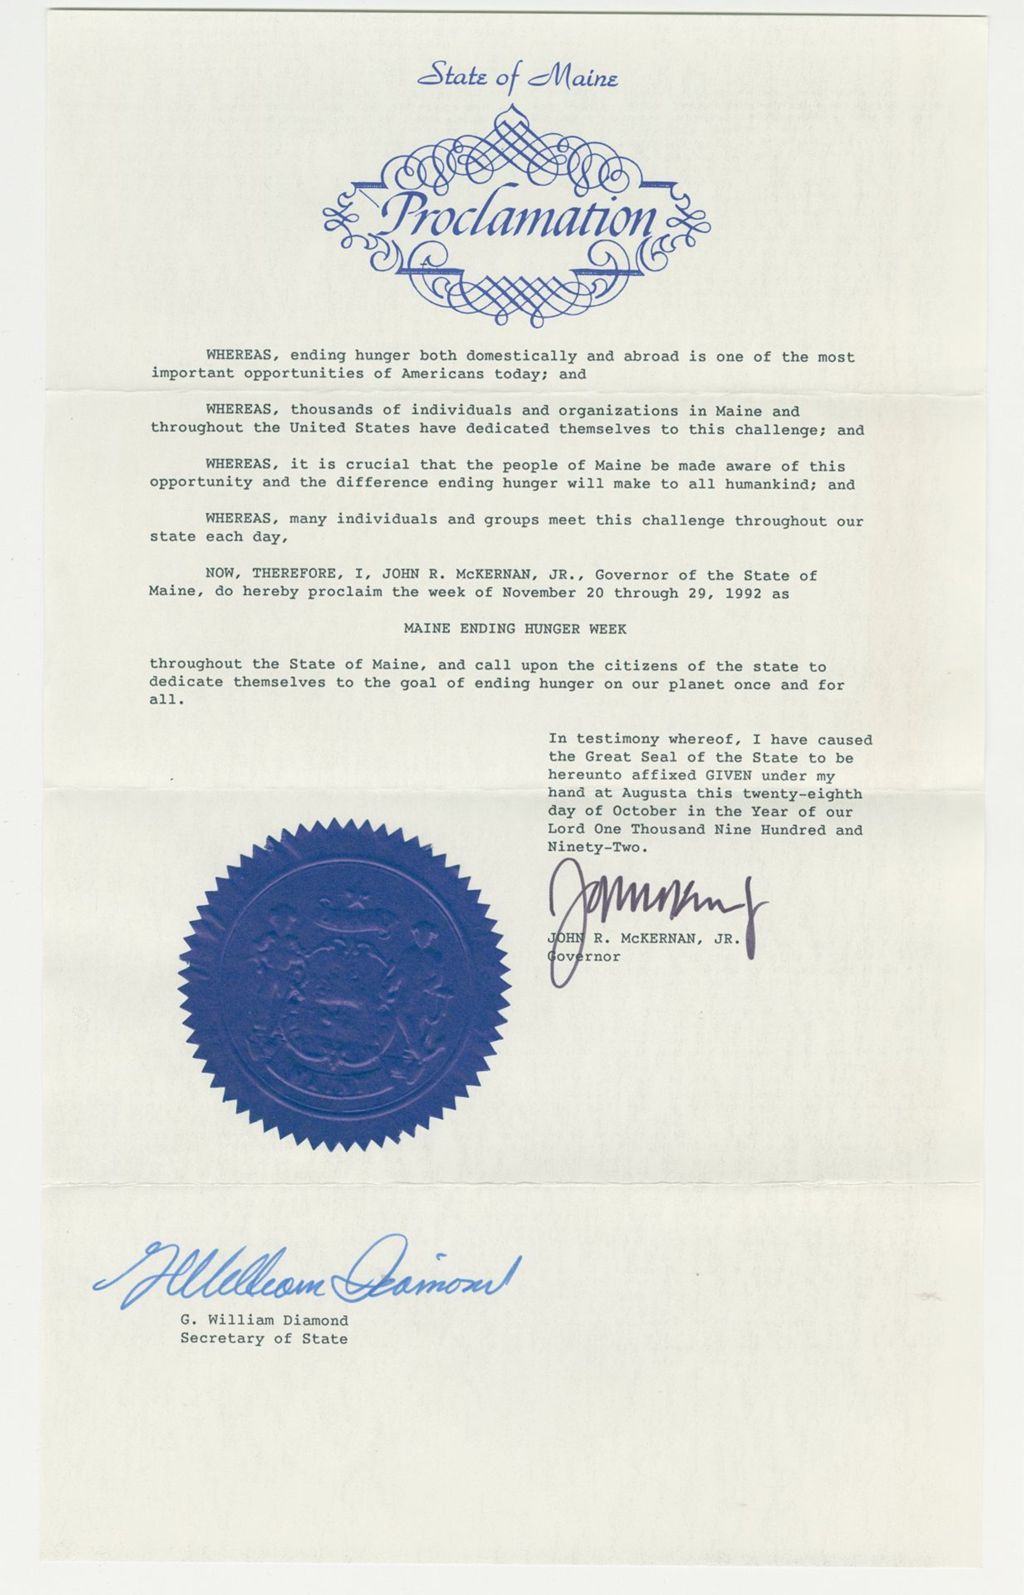 State of Maine
Proclamation
WHEREAS, ending hunger both domestically and abroad is one of the most
important opportunities of Americans today; and
WHEREAS, thousands of individuals and organizations in Maine and
throughout the United States have dedicated themselves to this challenge; and
WHEREAS, it is crucial that the people of Maine be made aware of this
opportunity and the difference ending hunger will make to all humankind; and
WHEREAS, many individuals and groups meet this challenge throughout our
state each day,
NOW, THEREFORE, I, JOHN R. McKERNAN, JR., Governor of the State of
Maine, do hereby proclaim the week of November 20 through 29, 1992 as
MAINE ENDING HUNGER WEEK
throughout the State of Maine, and call upon the citizens of the state to
dedicate themselves to the goal of ending hunger on our planet once and for
all.
In testimony whereof, I have caused
the Great Seal of the State to be
hereunto affixed GIVEN under my
hand at Augusta this twenty-eighth
day of October in the Year of our
Lord One Thousand Nine Hundred and
Ninety-Two.
JOHN R. McKERNAN, JR.
Governor
G William Diamond
G. William Diamond
Secretary of State